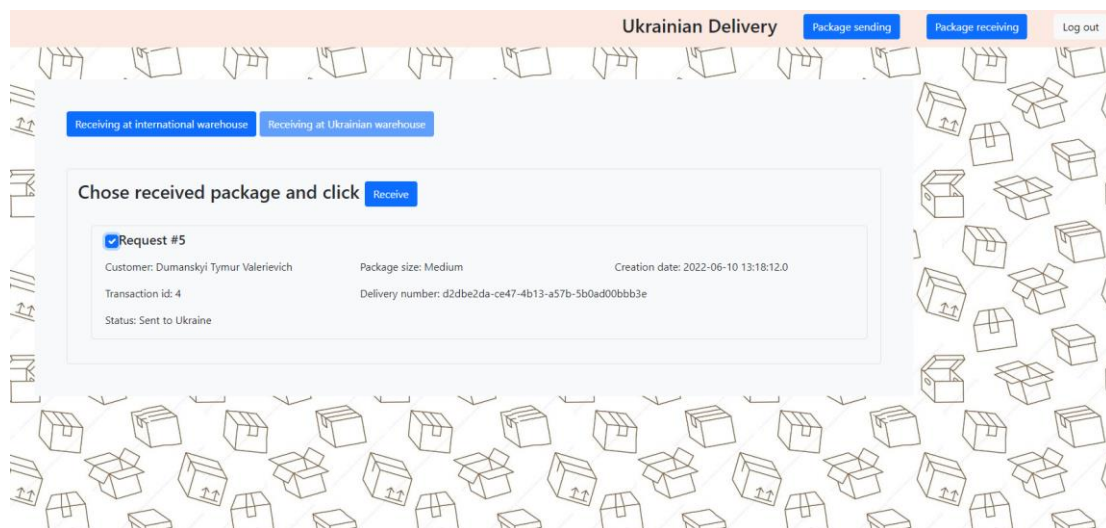 Ukrainian Delivery Package sending Package receiving Log out
Receiving at international warehouse Receiving at Ukrainian warehouse
Chose received package and click Receive
Request #5
Customer: Dumanskyi Tymur Valerievich Package size: Medium Creation date: 2022-06-10 13:18:12.0
Transaction id: 4 Delivery number: d2dbe2da-ce47-4b13-a57b-5b0ad00bbb3e
Status: Sent to Ukraine